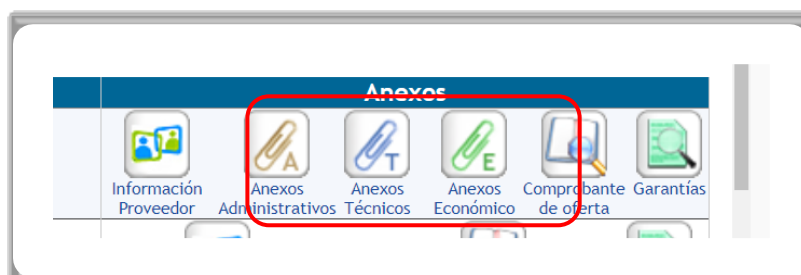 Anexos
A T E
Información Anexos Anexos Anexos Comprobante Garantías
Proveedor Administrativos Técnicos Económico de oferta